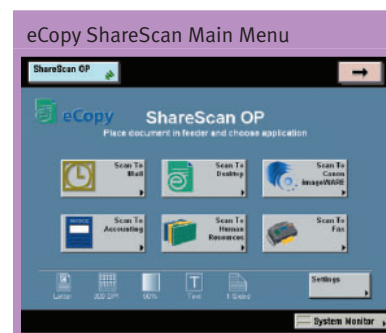 eCopy ShareScan Main Menu
ShareScan OP
eCopy
ShareScan OP
Place document in feeder and choose application
Scan To
Mail
Scan To
Desktop
Scan To
Canon
imageWARE
INVOICE
Scan To
Accounting
Scan To
Human
Resources
Scan To
Fax
Letter
300 DPI
50%
Text
1 Sided
Settings
System Monitor